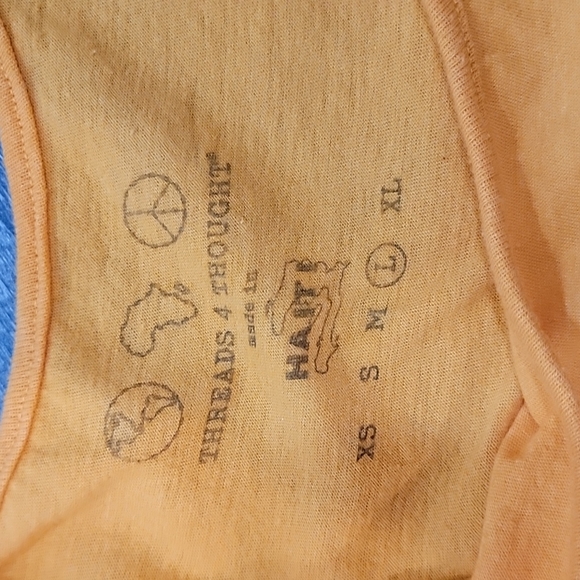 THREADS 4 THOUGHT®
made in
HAITI
XS S M L XL